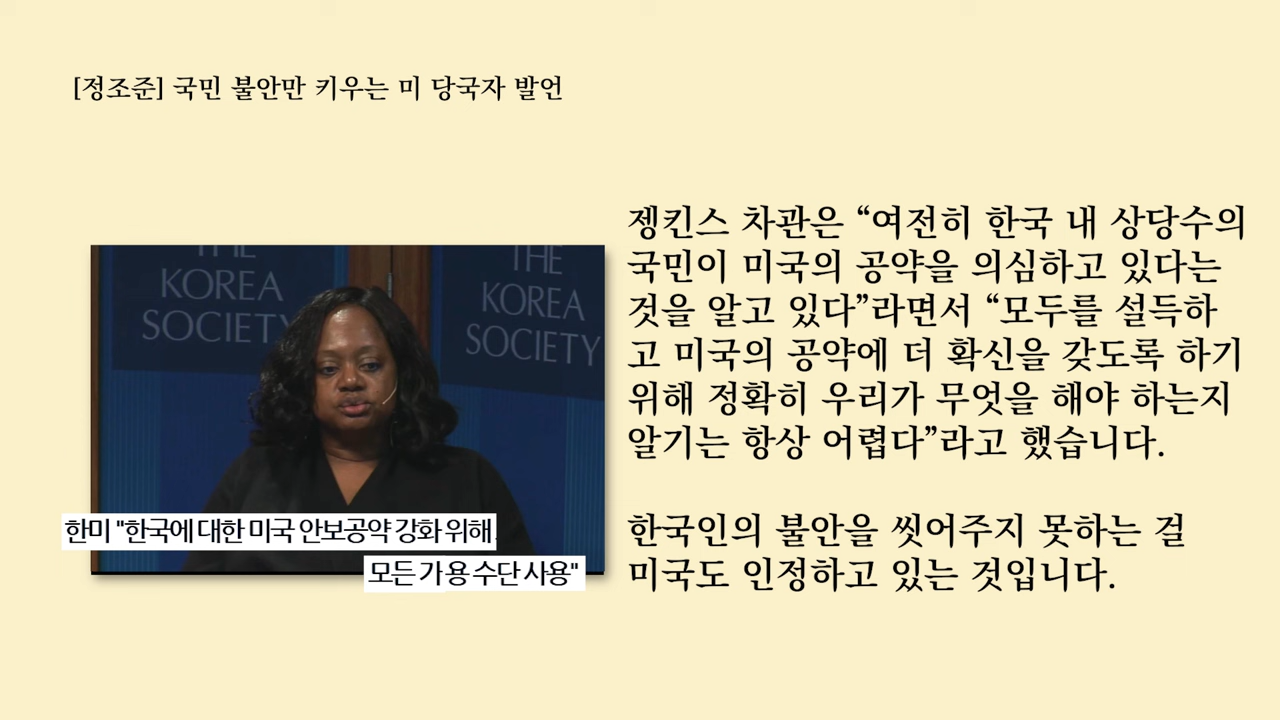 [정조준] 국민 불안만 키우는 미 당국자 발언
THE
KOREA
SOCIETY
THE
KOREA
SOCIETY
한미 "한국에 대한 미국 안보공약 강화 위해
모든 가용 수단 사용"
젱킨스 차관은 “여전히 한국 내 상당수의
국민이 미국의 공약을 의심하고 있다는
것을 알고 있다”라면서 “모두를 설득하
고 미국의 공약에 더 확신을 갖도록 하기
위해 정확히 우리가 무엇을 해야 하는지
알기는 항상 어렵다”라고 했습니다.
한국인의 불안을 씻어주지 못하는 걸
미국도 인정하고 있는 것입니다.